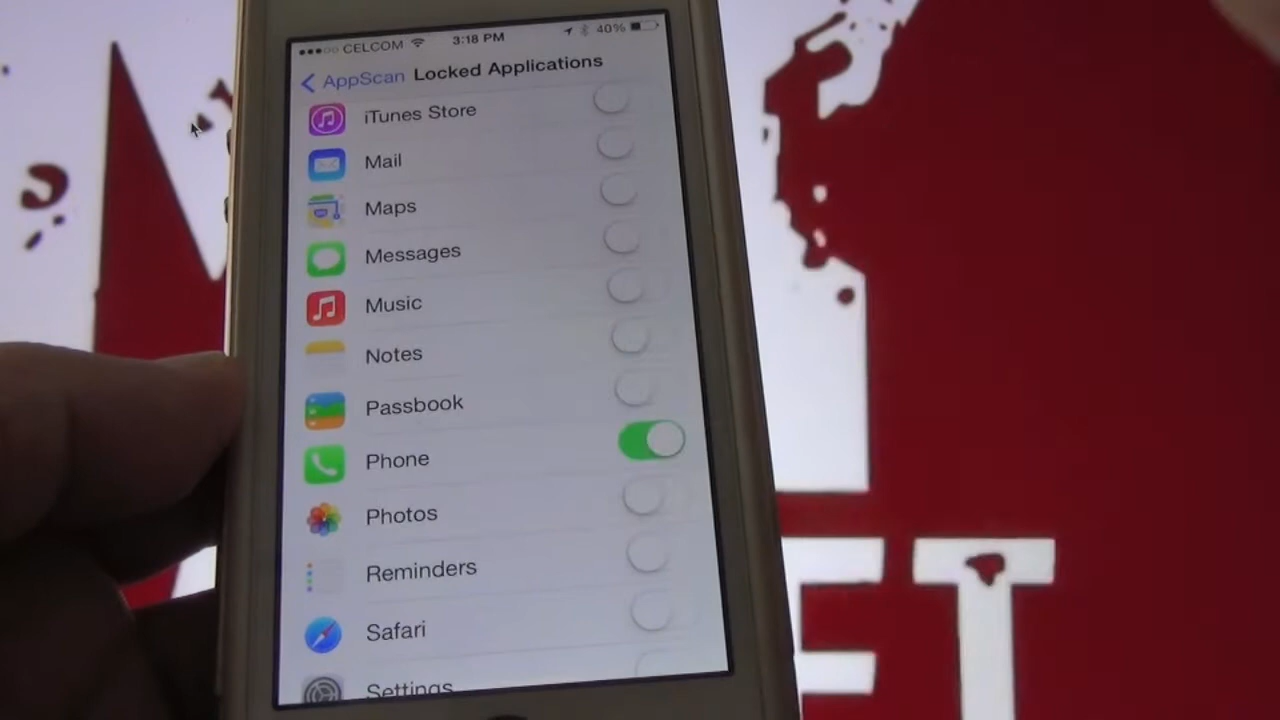 CELCOM 3:18 PM 40%
AppScan Locked Applications
iTunes Store
Mail
Maps
Messages
Music
Notes
Passbook
Phone
Photos
Reminders
Safari
Settings
ET